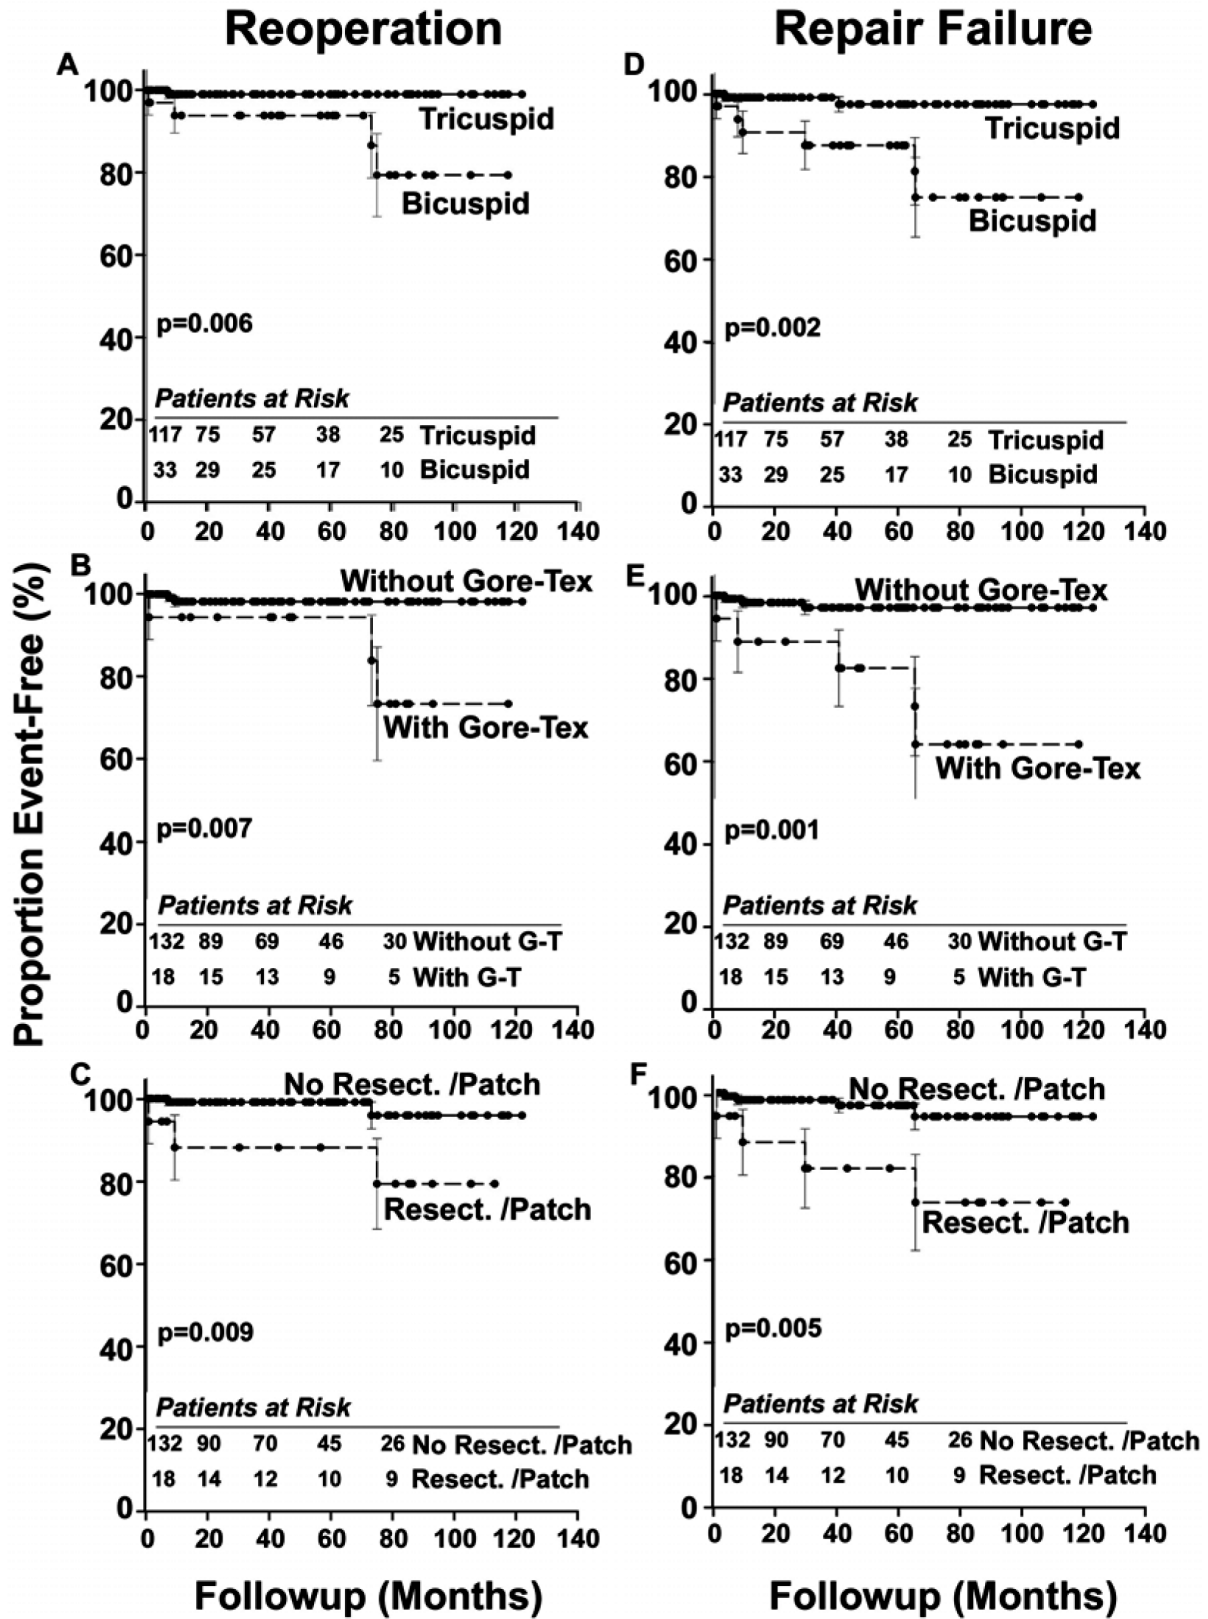 Reoperation
Repair Failure
Proportion Event-Free (%)
A
100
80
60
40
20
0
Tricuspid
Bicuspid
p=0.006
Patients at Risk
117 75 57 38 25 Tricuspid
33 29 25 17 10 Bicuspid
0 20 40 60 80 100 120 140
D
100
80
60
40
20
0
Tricuspid
Bicuspid
p=0.002
Patients at Risk
117 75 57 38 25 Tricuspid
33 29 25 17 10 Bicuspid
0 20 40 60 80 100 120 140
B
100
80
60
40
20
0
Without Gore-Tex
With Gore-Tex
p=0.007
Patients at Risk
132 89 69 46 30 Without G-T
18 15 13 9 5 With G-T
0 20 40 60 80 100 120 140
E
100
80
60
40
20
0
Without Gore-Tex
With Gore-Tex
p=0.001
Patients at Risk
132 89 69 46 30 Without G-T
18 15 13 9 5 With G-T
0 20 40 60 80 100 120 140
C
100
80
60
40
20
0
No Resect. /Patch
Resect. /Patch
p=0.009
Patients at Risk
132 90 70 45 26 No Resect. /Patch
18 14 12 10 9 Resect. /Patch
0 20 40 60 80 100 120 140
Followup (Months)
F
100
80
60
40
20
0
No Resect. /Patch
Resect. /Patch
p=0.005
Patients at Risk
132 90 70 45 26 No Resect. /Patch
18 14 12 10 9 Resect. /Patch
0 20 40 60 80 100 120 140
Followup (Months)